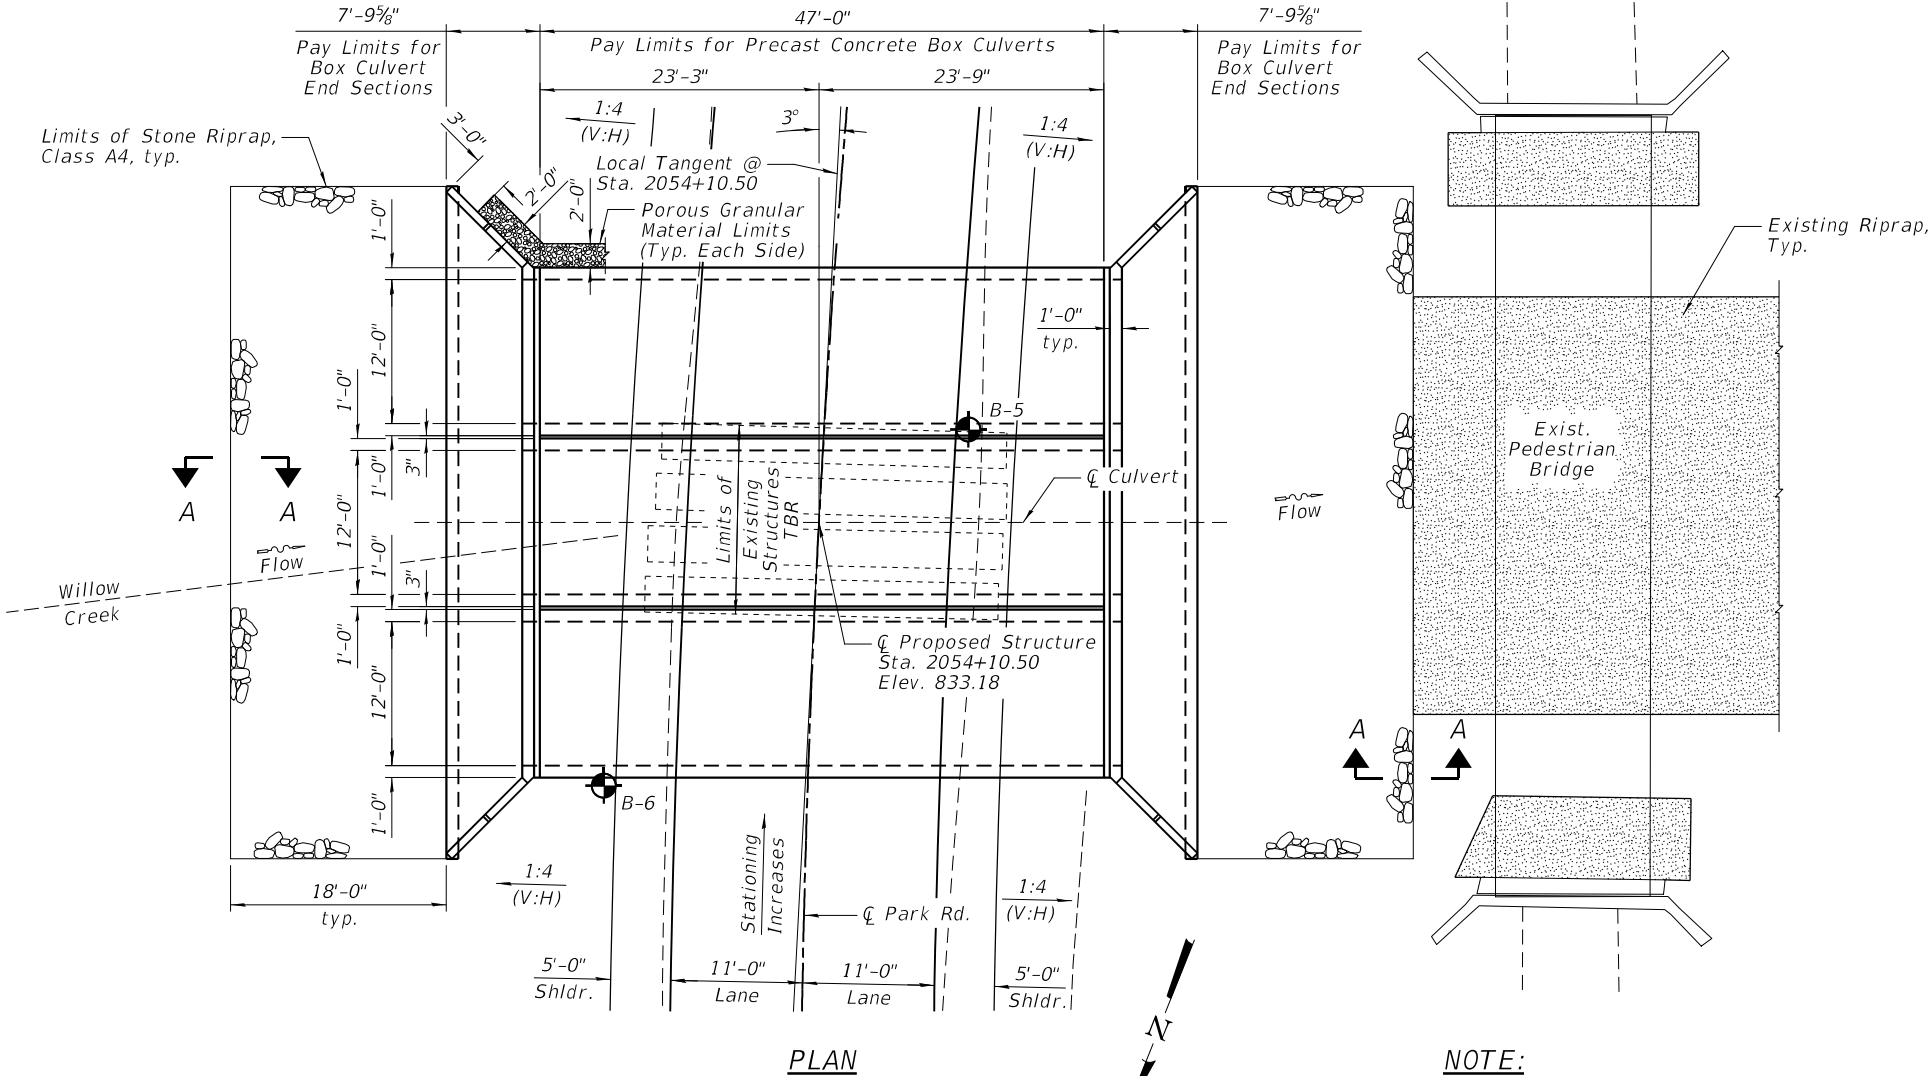 7'-9⅝"
Pay Limits for
Box Culvert
End Sections
47'-0"
Pay Limits for Precast Concrete Box Culverts
7'-9⅝"
Pay Limits for
Box Culvert
End Sections
23'-3"
23'-9"
1:4
(V:H)
3°
1:4
(V:H)
Limits of Stone Riprap,
Class A4, typ.
3'-0"
2'-0"
2'-0"
Local Tangent @
Sta. 2054+10.50
Porous Granular
Material Limits
(Typ. Each Side)
Existing Riprap,
Typ.
1'-0"
12'-0"
1'-0"
typ.
1'-0"
1'-0"
3"
B-5
℄ Culvert
Exist.
Pedestrian
Bridge
A
A
Limits of
Existing
Structures
TBR
12'-0"
Flow
Flow
Willow
Creek
1'-0"
3"
1'-0"
℄ Proposed Structure
Sta. 2054+10.50
Elev. 833.18
12'-0"
A
A
1'-0"
B-6
Stationing
Increases
18'-0"
typ.
1:4
(V:H)
1:4
(V:H)
℄ Park Rd.
5'-0"
Shldr.
11'-0"
Lane
11'-0"
Lane
5'-0"
Shldr.
N
PLAN
NOTE: